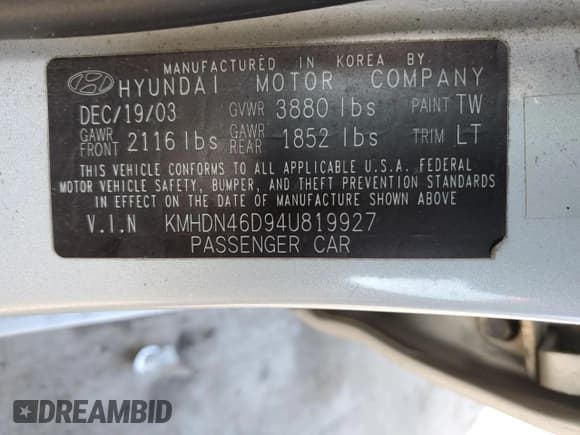 MANUFACTURED IN KOREA BY
HYUNDAI MOTOR COMPANY
DEC/19/03 GVWR 3880 lbs PAINT TW
GAWR FRONT 2116 lbs GAWR REAR 1852 lbs TRIM LT
THIS VEHICLE CONFORMS TO ALL APPLICABLE U.S.A. FEDERAL
MOTOR VEHICLE SAFETY, BUMPER, AND THEFT PREVENTION STANDARDS
IN EFFECT ON THE DATE OF MANUFACTURE SHOWN ABOVE
V.I.N KMHDN46D94U819927
PASSENGER CAR
DREAMBID